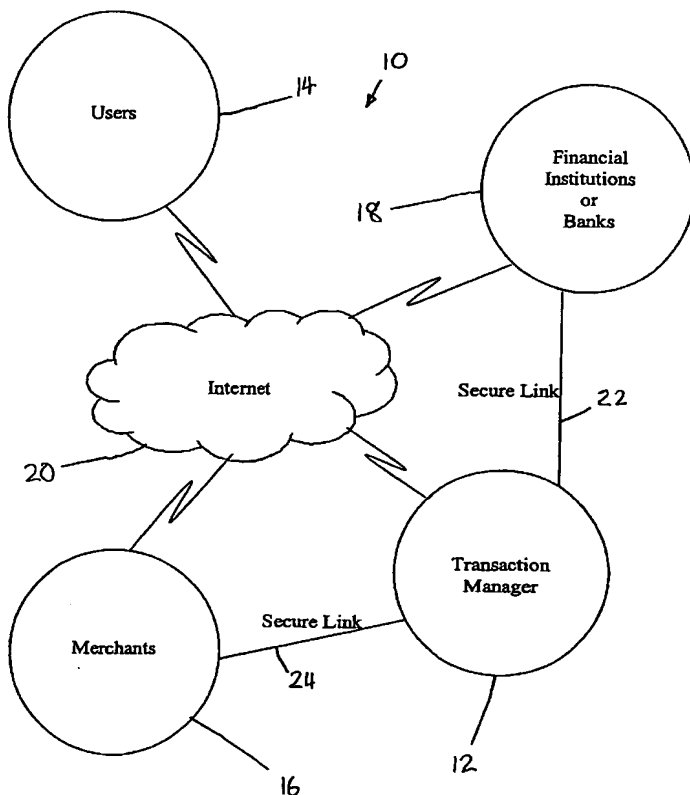 10
14
Users
Financial
Institutions
or
Banks
18
Internet
Secure Link
22
20
Transaction
Manager
Secure Link
Merchants
24
12
16